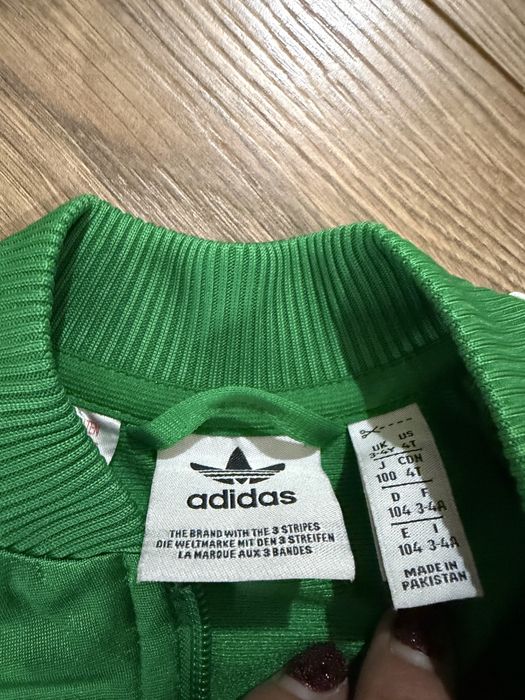 adidas
THE BRAND WITH THE 3 STRIPES
DIE WELTMARKE MIT DEN 3 STREIFEN
LA MARQUE AUX 3 BANDES
UK US
3-4Y 4T
J CDN
100 4T
D F
104 3-4A
E I
104 3-4A
MADE IN
PAKISTAN